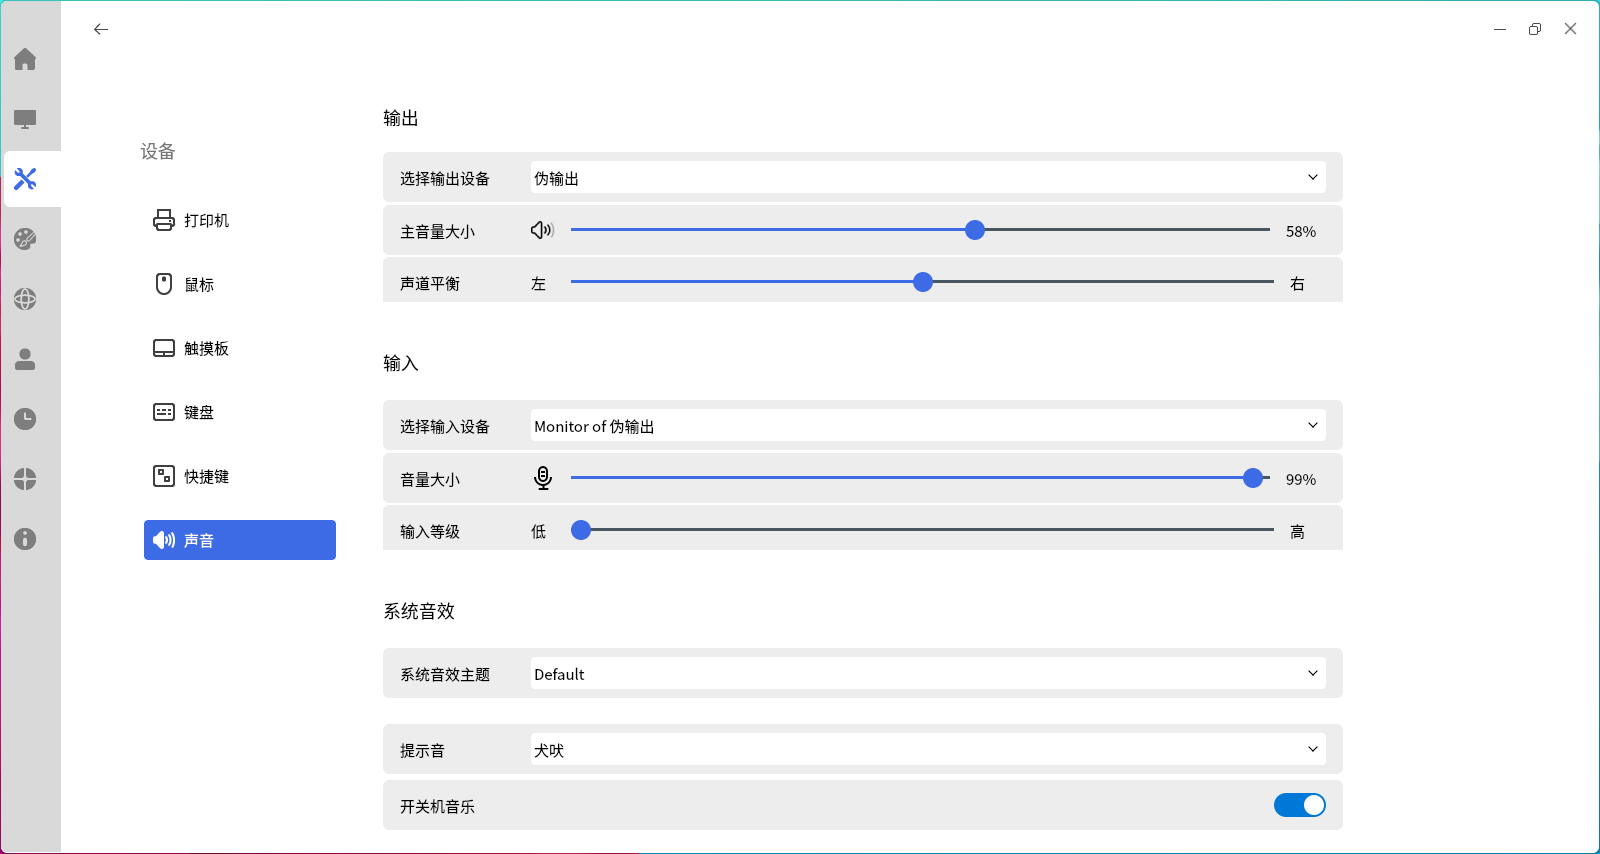 设备
打印机
鼠标
触摸板
键盘
快捷键
声音
输出
选择输出设备 伪输出
主音量大小 58%
声道平衡 左 右
输入
选择输入设备 Monitor of 伪输出
音量大小 99%
输入等级 低 高
系统音效
系统音效主题 Default
提示音 犬吠
开关机音乐